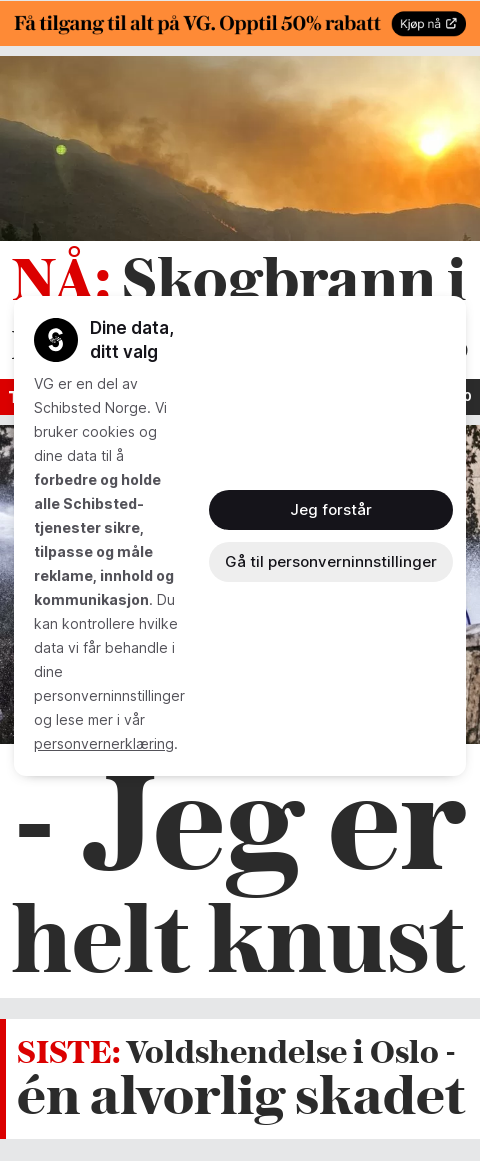 Få tilgang til alt på VG. Opptil 50% rabatt
Kjøp nå
NÅ: Skogbrann i
Dine data,
ditt valg
VG er en del av
Schibsted Norge. Vi
bruker cookies og
dine data til å
forbedre og holde
alle Schibsted-
tjenester sikre,
tilpasse og måle
reklame, innhold og
kommunikasjon. Du
kan kontrollere hvilke
data vi får behandle i
dine
personverninnstillinger
og lese mer i vår
personvernerklæring.
Jeg forstår
Gå til personverninnstillinger
- Jeg er
helt knust
SISTE: Voldshendelse i Oslo -
én alvorlig skadet